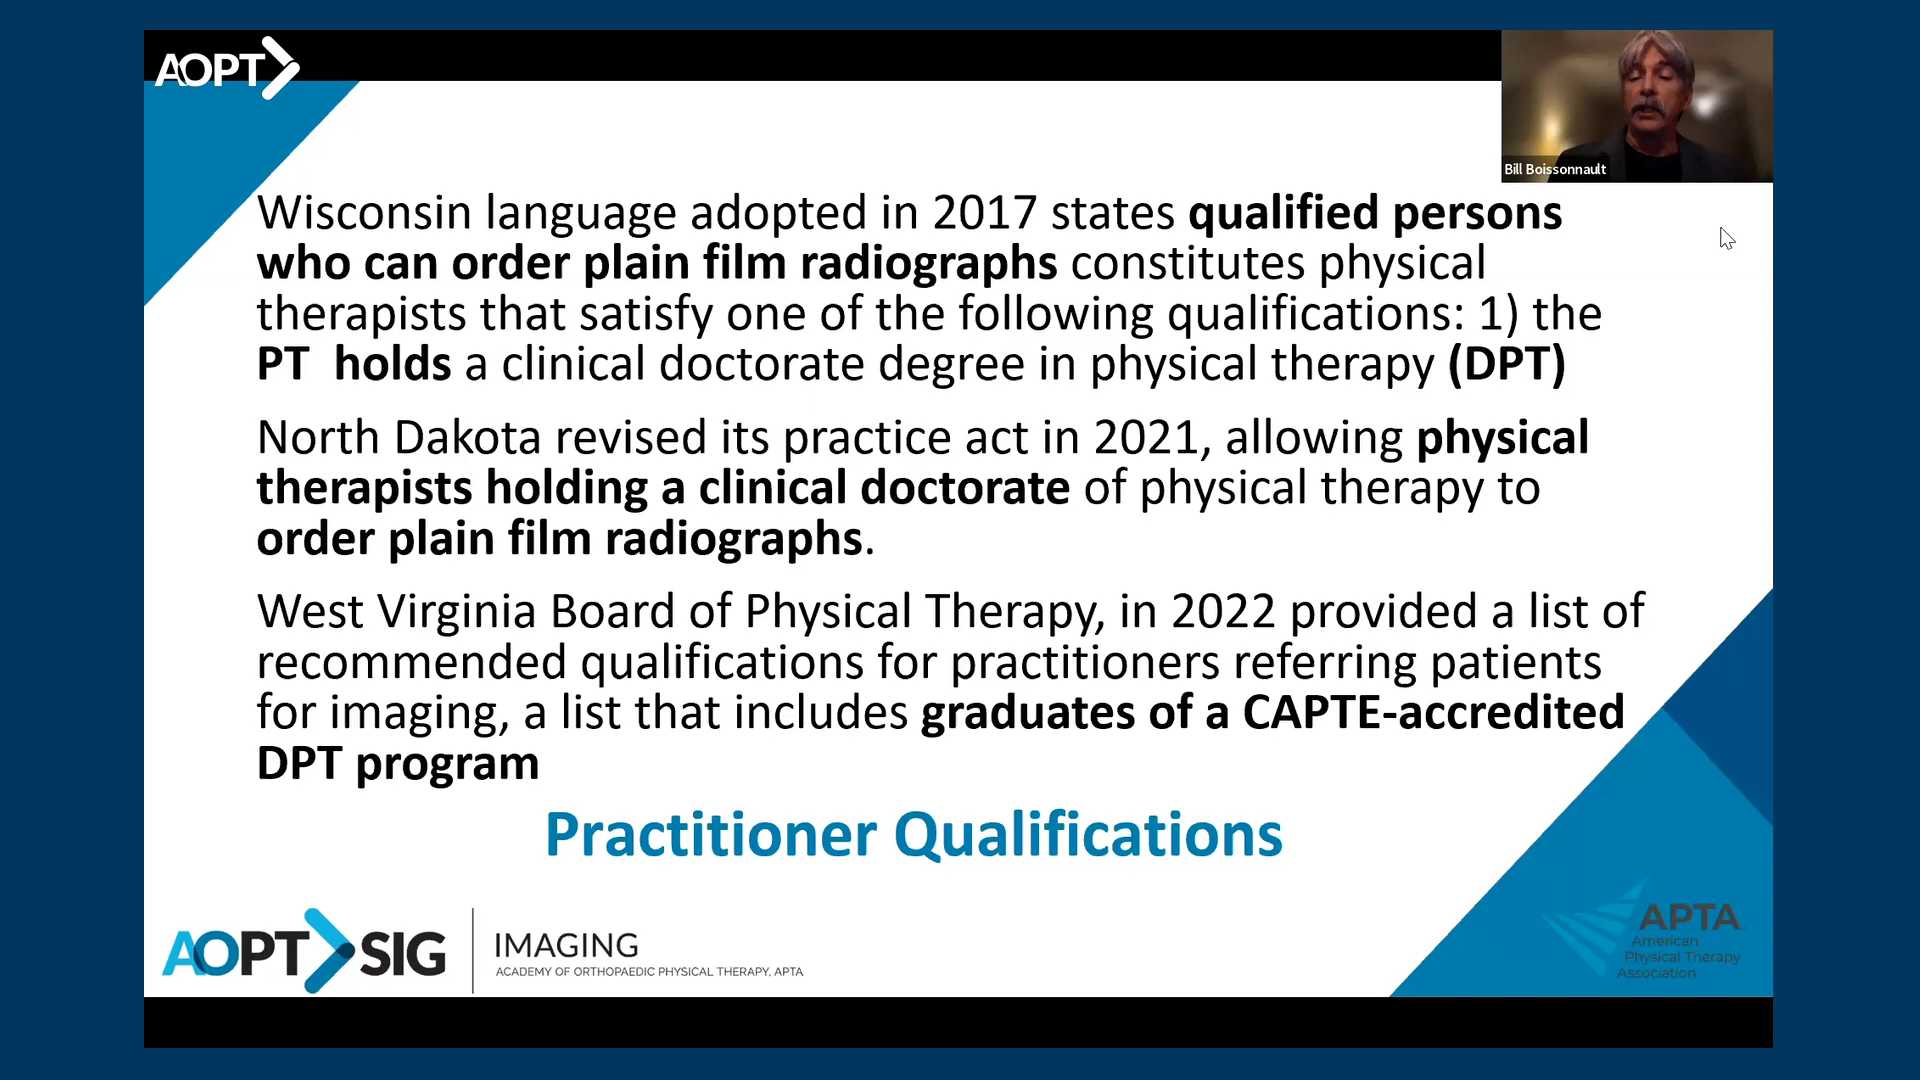 AOPT
Bill Boissonnault
Wisconsin language adopted in 2017 states qualified persons
who can order plain film radiographs constitutes physical
therapists that satisfy one of the following qualifications: 1) the
PT  holds a clinical doctorate degree in physical therapy (DPT)
North Dakota revised its practice act in 2021, allowing physical
therapists holding a clinical doctorate of physical therapy to
order plain film radiographs.
West Virginia Board of Physical Therapy, in 2022 provided a list of
recommended qualifications for practitioners referring patients
for imaging, a list that includes graduates of a CAPTE-accredited
DPT program
Practitioner Qualifications
AOPT SIG
IMAGING
ACADEMY OF ORTHOPAEDIC PHYSICAL THERAPY, APTA
APTA
American
Physical Therapy
Association